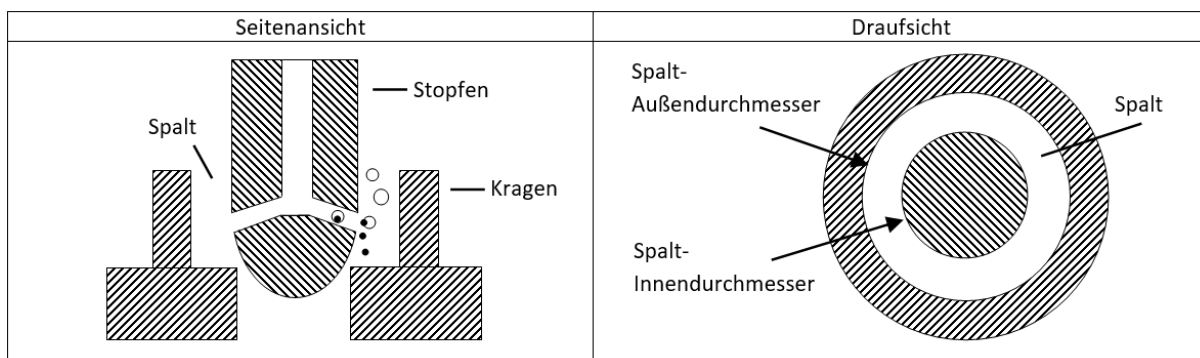 Seitenansicht
Draufsicht
Stopfen
Spalt
Kragen
Spalt-
Außendurchmesser
Spalt
Spalt-
Innendurchmesser